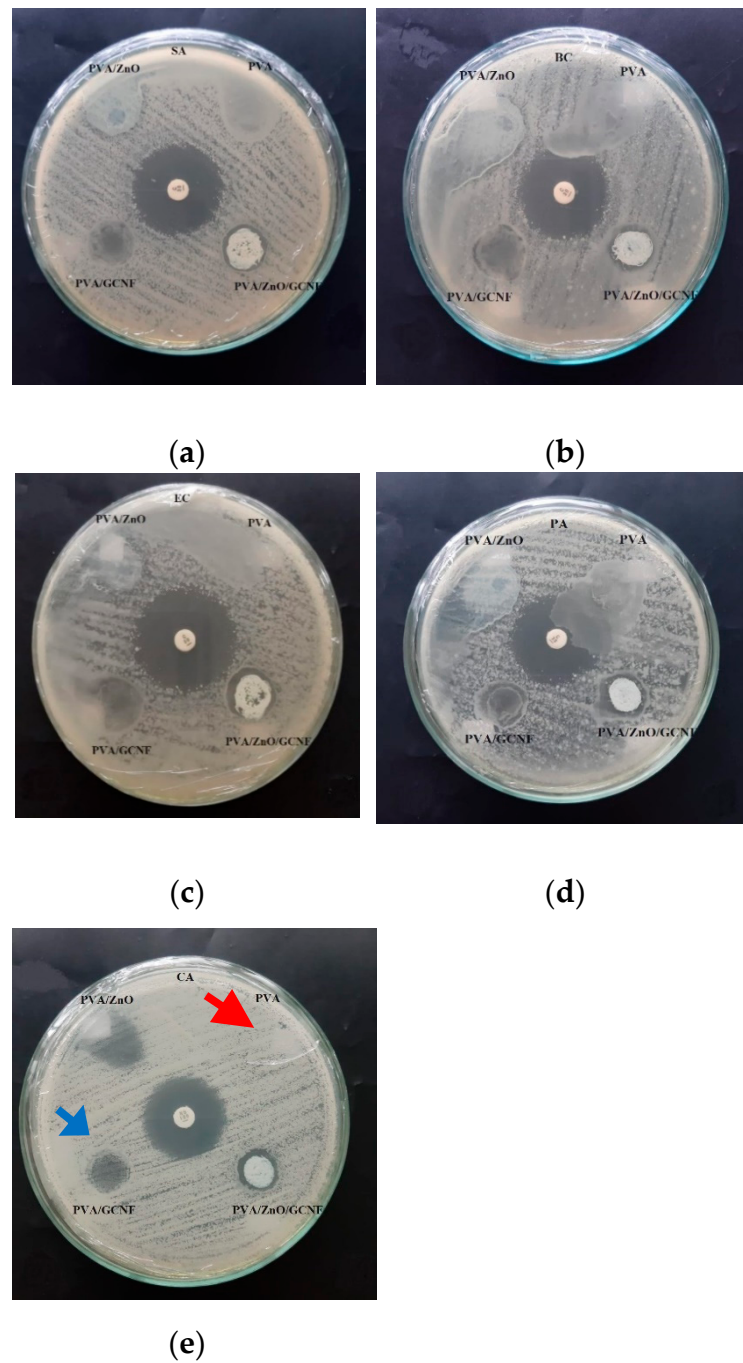 SA
PVA/ZnO
PVA
PVA/GCNF
PVA/ZnO/GCNF
BC
PVA/ZnO
PVA
PVA/GCNF
PVA/ZnO/GCNF
(a)
(b)
EC
PVA/ZnO
PVA
PVA/GCNF
PVA/ZnO/GCNF
PA
PVA/ZnO
PVA
PVA/GCNF
PVA/ZnO/GCNF
(c)
(d)
CA
PVA/ZnO
PVA
PVA/GCNF
PVA/ZnO/GCNF
(e)